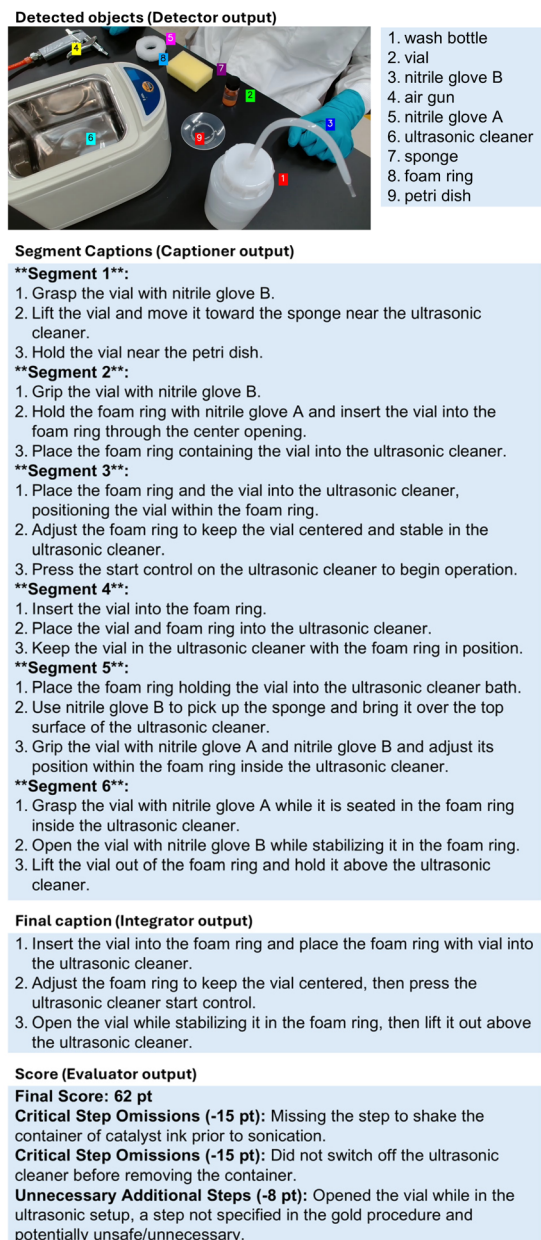 Detected objects (Detector output)
4
5
8
7
2
3
6
9
1
1. wash bottle
2. vial
3. nitrile glove B
4. air gun
5. nitrile glove A
6. ultrasonic cleaner
7. sponge
8. foam ring
9. petri dish
Segment Captions (Captioner output)
**Segment 1**:
1. Grasp the vial with nitrile glove B.
2. Lift the vial and move it toward the sponge near the ultrasonic
cleaner.
3. Hold the vial near the petri dish.
**Segment 2**:
1. Grip the vial with nitrile glove B.
2. Hold the foam ring with nitrile glove A and insert the vial into the
foam ring through the center opening.
3. Place the foam ring containing the vial into the ultrasonic cleaner.
**Segment 3**:
1. Place the foam ring and the vial into the ultrasonic cleaner,
positioning the vial within the foam ring.
2. Adjust the foam ring to keep the vial centered and stable in the
ultrasonic cleaner.
3. Press the start control on the ultrasonic cleaner to begin operation.
**Segment 4**:
1. Insert the vial into the foam ring.
2. Place the vial and foam ring into the ultrasonic cleaner.
3. Keep the vial in the ultrasonic cleaner with the foam ring in position.
**Segment 5**:
1. Place the foam ring holding the vial into the ultrasonic cleaner bath.
2. Use nitrile glove B to pick up the sponge and bring it over the top
surface of the ultrasonic cleaner.
3. Grip the vial with nitrile glove A and nitrile glove B and adjust its
position within the foam ring inside the ultrasonic cleaner.
**Segment 6**:
1. Grasp the vial with nitrile glove A while it is seated in the foam ring
inside the ultrasonic cleaner.
2. Open the vial with nitrile glove B while stabilizing it in the foam ring.
3. Lift the vial out of the foam ring and hold it above the ultrasonic
cleaner.
Final caption (Integrator output)
1. Insert the vial into the foam ring and place the foam ring with vial into
the ultrasonic cleaner.
2. Adjust the foam ring to keep the vial centered, then press the
ultrasonic cleaner start control.
3. Open the vial while stabilizing it in the foam ring, then lift it out above
the ultrasonic cleaner.
Score (Evaluator output)
Final Score: 62 pt
Critical Step Omissions (-15 pt): Missing the step to shake the
container of catalyst ink prior to sonication.
Critical Step Omissions (-15 pt): Did not switch off the ultrasonic
cleaner before removing the container.
Unnecessary Additional Steps (-8 pt): Opened the vial while in the
ultrasonic setup, a step not specified in the gold procedure and
potentially unsafe/unnecessary.